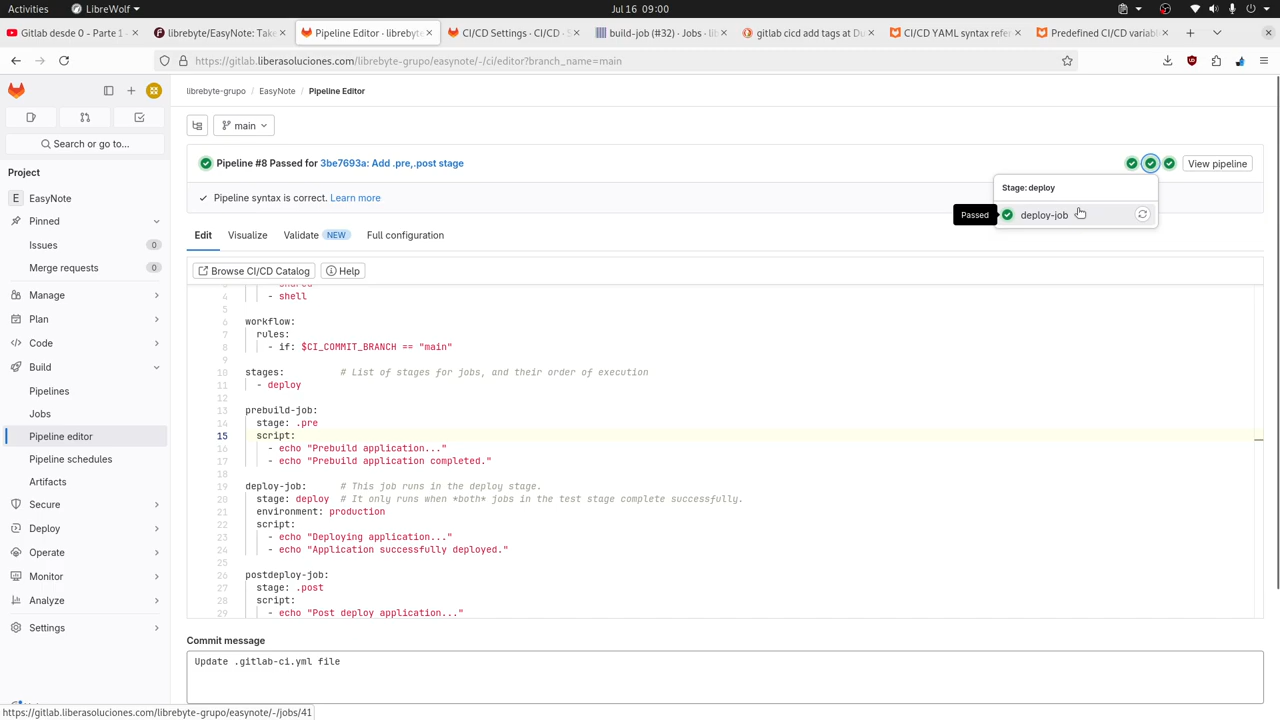 Activities
LibreWolf
Jul 16 09:00
Gitlab desde 0 - Parte 1
librebyte/EasyNote: Take
Pipeline Editor · librebyte
CI/CD Settings · CI/CD · S
build-job (#32) · Jobs · lib
gitlab cicd add tags at Du
CI/CD YAML syntax refer
Predefined CI/CD variab
https://gitlab.liberasoluciones.com/librebyte-grupo/easynote/-/ci/editor?branch_name=main
librebyte-grupo
EasyNote
Pipeline Editor
Search or go to...
Project
E EasyNote
Pinned
Issues 0
Merge requests 0
Manage
Plan
Code
Build
Pipelines
Jobs
Pipeline editor
Pipeline schedules
Artifacts
Secure
Deploy
Operate
Monitor
Analyze
Settings
main
Pipeline #8 Passed for 3be7693a: Add .pre,.post stage
View pipeline
Pipeline syntax is correct. Learn more
Stage: deploy
Passed
deploy-job
Edit
Visualize
Validate NEW
Full configuration
Browse CI/CD Catalog
Help
3 - shared
4 - shell
5
6 workflow:
7 rules:
8 - if: $CI_COMMIT_BRANCH == "main"
9
10 stages: # List of stages for jobs, and their order of execution
11 - deploy
12
13 prebuild-job:
14 stage: .pre
15 script:
16 - echo "Prebuild application..."
17 - echo "Prebuild application completed."
18
19 deploy-job: # This job runs in the deploy stage.
20 stage: deploy # It only runs when *both* jobs in the test stage complete successfully.
21 environment: production
22 script:
23 - echo "Deploying application..."
24 - echo "Application successfully deployed."
25
26 postdeploy-job:
27 stage: .post
28 script:
29 - echo "Post deploy application..."
Commit message
Update .gitlab-ci.yml file
https://gitlab.liberasoluciones.com/librebyte-grupo/easynote/-/jobs/41